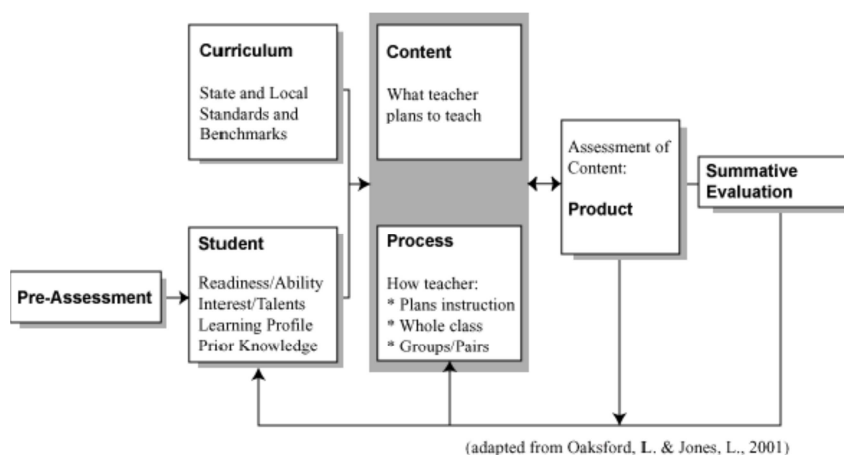 Curriculum
State and Local
Standards and
Benchmarks
Content
What teacher
plans to teach
Assessment of
Content:
Product
Summative
Evaluation
Pre-Assessment
Student
Readiness/Ability
Interest/Talents
Learning Profile
Prior Knowledge
Process
How teacher:
* Plans instruction
* Whole class
* Groups/Pairs
(adapted from Oaksford, L. & Jones, L., 2001)